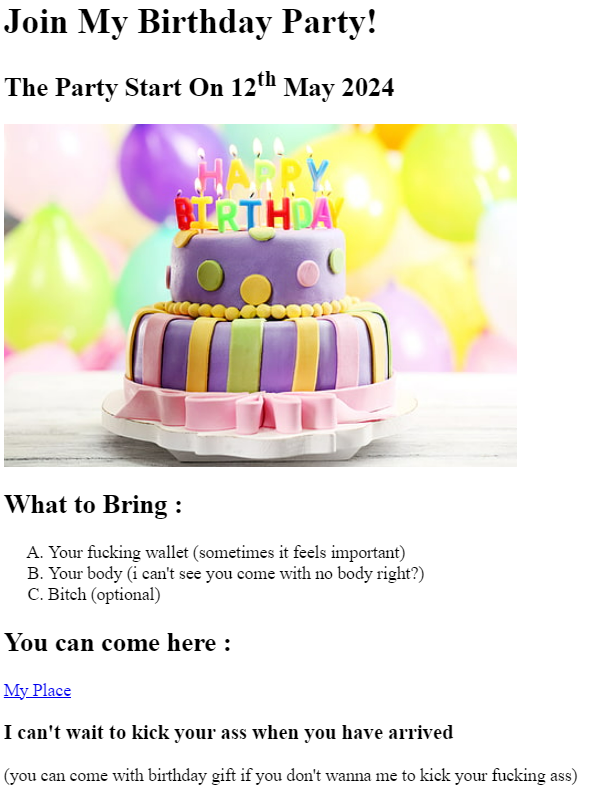 Join My Birthday Party!
The Party Start On 12th May 2024
HAPPY
BIRTHDAY
What to Bring :
A. Your fucking wallet (sometimes it feels important)
B. Your body (i can't see you come with no body right?)
C. Bitch (optional)
You can come here :
My Place
I can't wait to kick your ass when you have arrived
(you can come with birthday gift if you don't wanna me to kick your fucking ass)